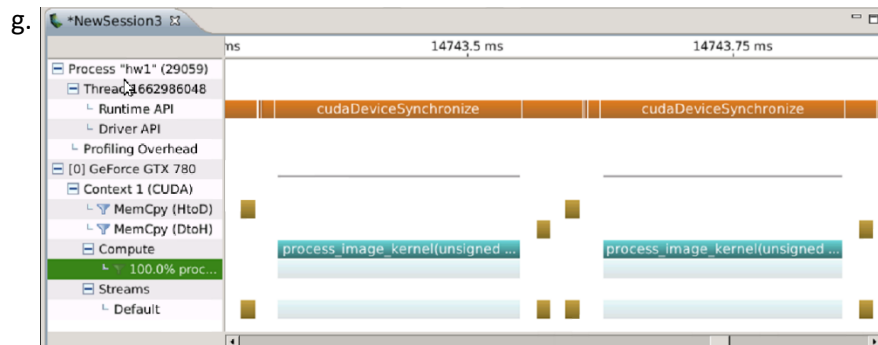 g.
*NewSession3
ms 14743.5 ms 14743.75 ms
Process "hw1" (29059)
Thread 1662986048
Runtime API cudaDeviceSynchronize cudaDeviceSynchronize
Driver API
Profiling Overhead
[0] GeForce GTX 780
Context 1 (CUDA)
MemCpy (HtoD)
MemCpy (DtoH)
Compute process_image_kernel(unsigned ... process_image_kernel(unsigned ...
100.0% proc...
Streams
Default